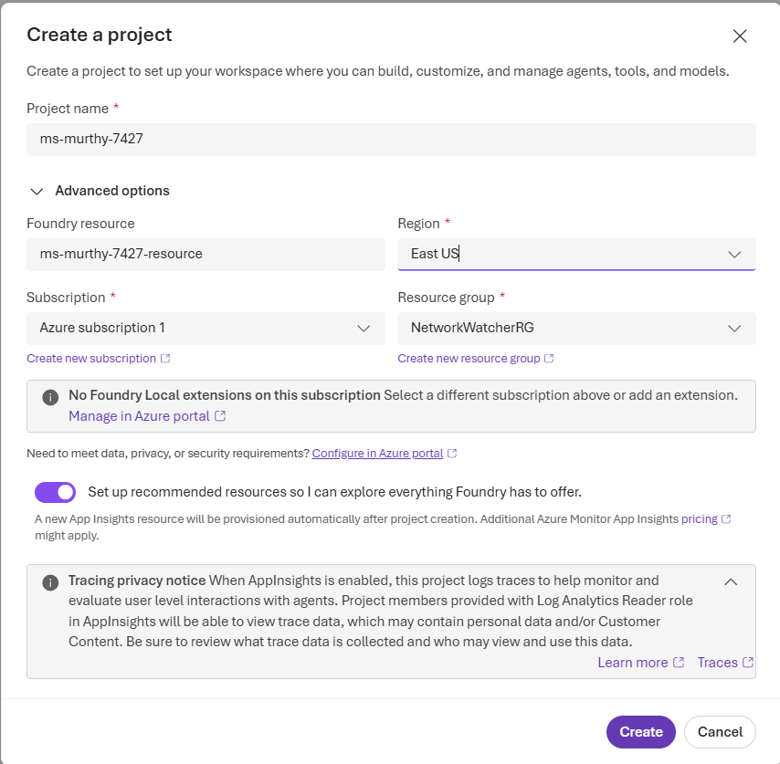 Create a project
Create a project to set up your workspace where you can build, customize, and manage agents, tools, and models.
Project name *
ms-murthy-7427
Advanced options
Foundry resource
ms-murthy-7427-resource
Region *
East US
Subscription *
Azure subscription 1
Create new subscription
Resource group *
NetworkWatcherRG
Create new resource group
No Foundry Local extensions on this subscription Select a different subscription above or add an extension.
Manage in Azure portal
Need to meet data, privacy, or security requirements? Configure in Azure portal
Set up recommended resources so I can explore everything Foundry has to offer.
A new App Insights resource will be provisioned automatically after project creation. Additional Azure Monitor App Insights pricing
might apply.
Tracing privacy notice When AppInsights is enabled, this project logs traces to help monitor and
evaluate user level interactions with agents. Project members provided with Log Analytics Reader role
in AppInsights will be able to view trace data, which may contain personal data and/or Customer
Content. Be sure to review what trace data is collected and who may view and use this data.
Learn more Traces
Create Cancel